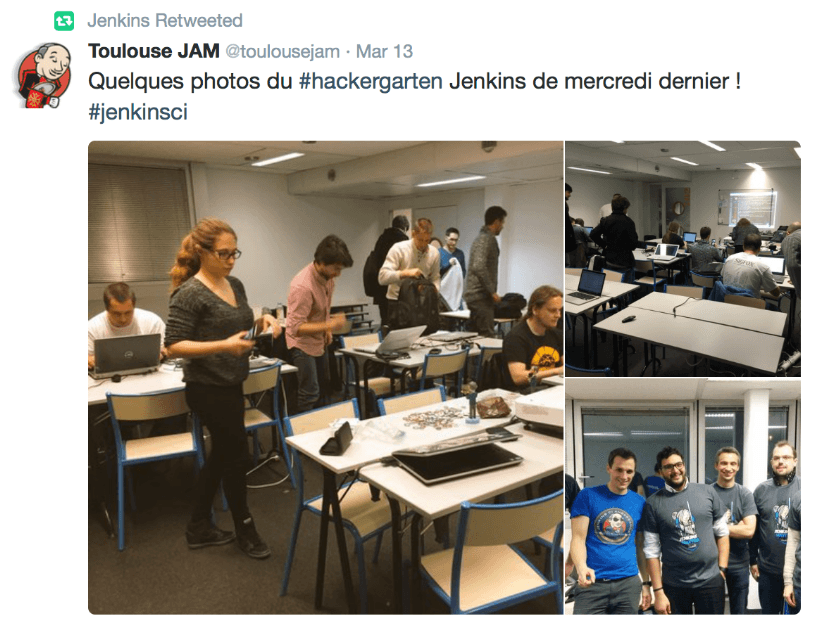 Jenkins Retweeted
Toulouse JAM @toulousejam · Mar 13
Quelques photos du #hackergarten Jenkins de mercredi dernier !
#jenkinsci